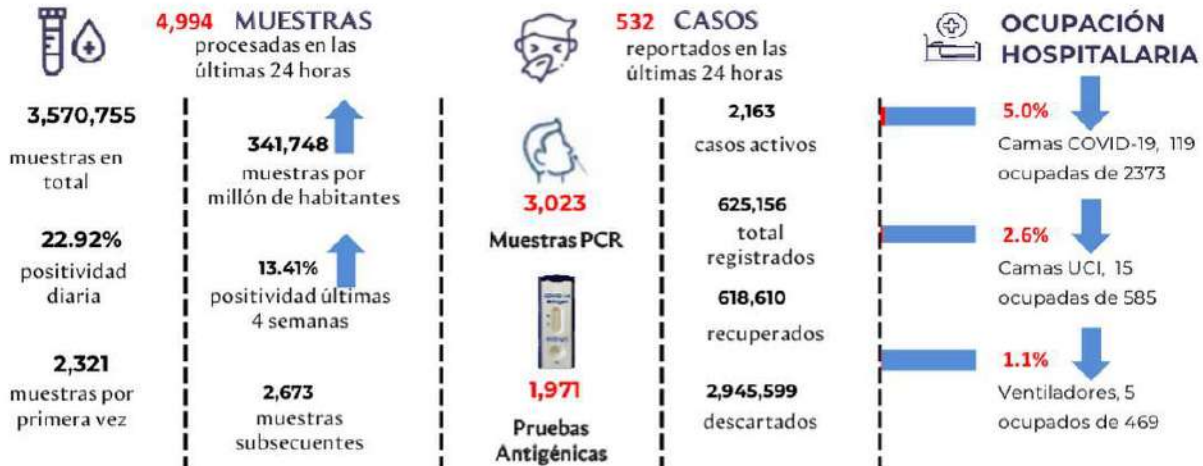 4,994 MUESTRAS
procesadas en las
últimas 24 horas
3,570,755
muestras en
total
22.92%
positividad
diaria
2,321
muestras por
primera vez
341,748
muestras por
millón de habitantes
13.41%
positividad últimas
4 semanas
2,673
muestras
subsecuentes
532 CASOS
reportados en las
últimas 24 horas
3,023
Muestras PCR
1,971
Pruebas
Antigénicas
2,163
casos activos
625,156
total
registrados
618,610
recuperados
2,945,599
descartados
OCUPACIÓN
HOSPITALARIA
5.0%
Camas COVID-19, 119
ocupadas de 2373
2.6%
Camas UCI, 15
ocupadas de 585
1.1%
Ventiladores, 5
ocupados de 469